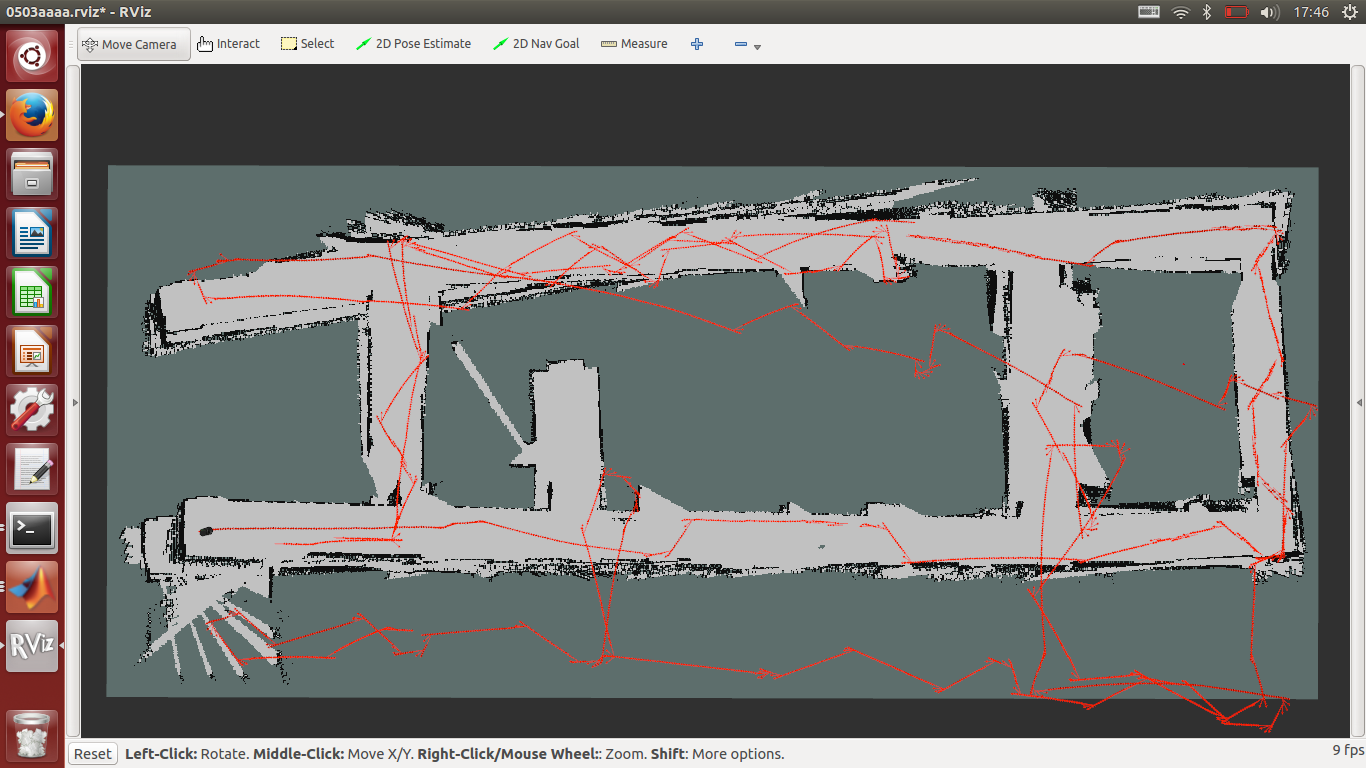 0503aaaa.rviz* - RViz
17:46
Move Camera
Interact
Select
2D Pose Estimate
2D Nav Goal
Measure
RViz
Reset
Left-Click: Rotate. Middle-Click: Move X/Y. Right-Click/Mouse Wheel:: Zoom. Shift: More options.
9 fps